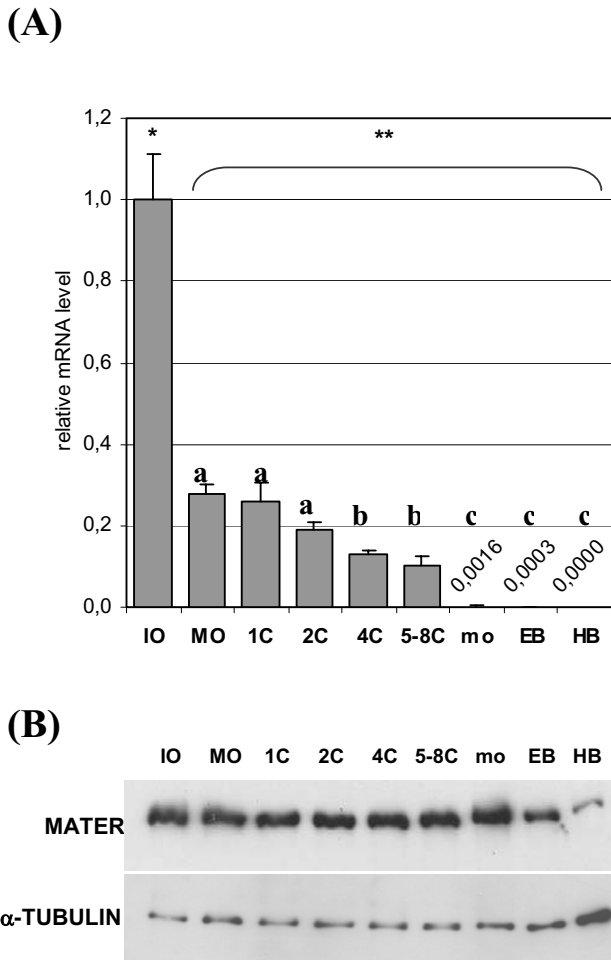 (A)
1,2
1,0
0,8
0,6
0,4
0,2
0,0
relative mRNA level
* **
a a a b b c c c
0,0016 0,0003 0,0000
IO MO 1C 2C 4C 5-8C mo EB HB
(B)
IO MO 1C 2C 4C 5-8C mo EB HB
MATER
α-TUBULIN